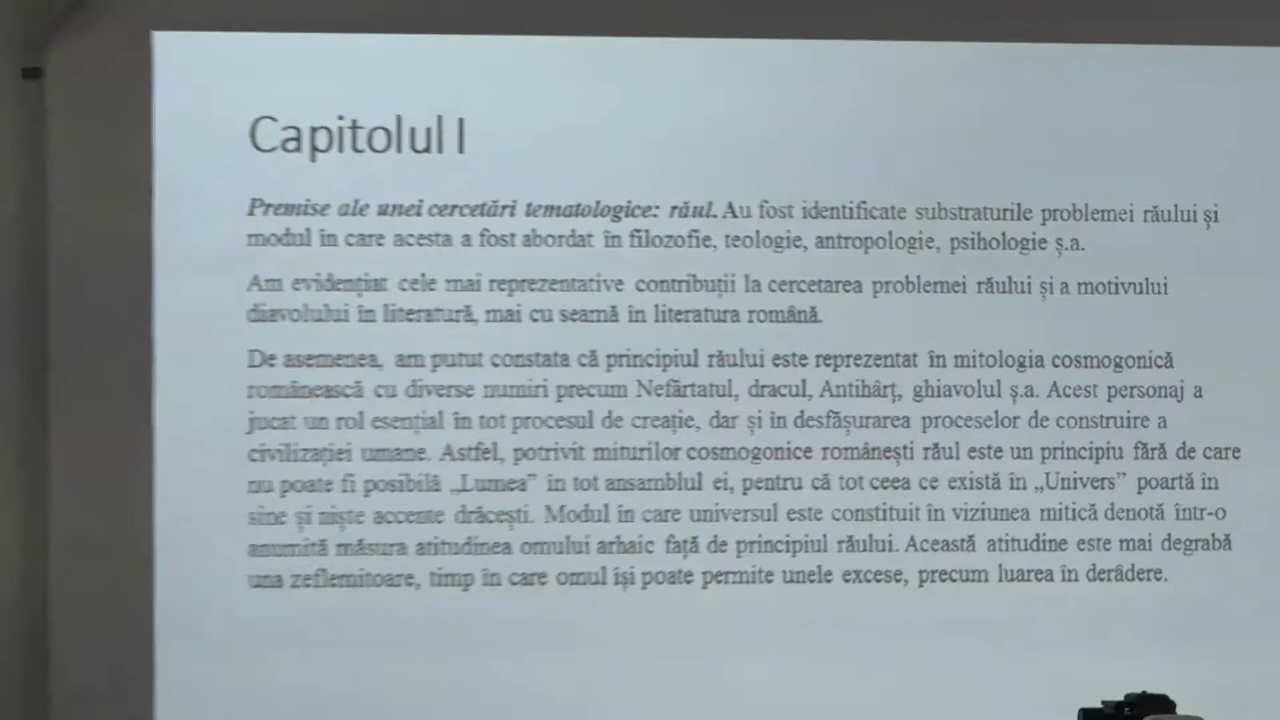 Capitolul I
Premise ale unei cercetări tematologice: răul. Au fost identificate substraturile problemei răului și
modul în care acesta a fost abordat în filozofie, teologie, antropologie, psihologie ș.a.
Am evidențiat cele mai reprezentative contribuții la cercetarea problemei răului și a motivului
diavolului în literatură, mai cu seamă în literatura română.
De asemenea, am putut constata că principiul răului este reprezentat în mitologia cosmogonică
românească cu diverse numiri precum Nefârtatul, dracul, Antihârț, ghiavolul ș.a. Acest personaj a
jucat un rol esențial în tot procesul de creație, dar și în desfășurarea proceselor de construire a
civilizației umane. Astfel, potrivit miturilor cosmogonice românești răul este un principiu fără de care
nu poate fi posibilă „Lumea” în tot ansamblul ei, pentru că tot ceea ce există în „Univers” poartă în
sine și niște accente drăcești. Modul în care universul este constituit în viziunea mitică denotă într-o
anumită măsura atitudinea omului arhaic față de principiul răului. Această atitudine este mai degrabă
una zeflemitoare, timp în care omul își poate permite unele excese, precum luarea în derâdere.